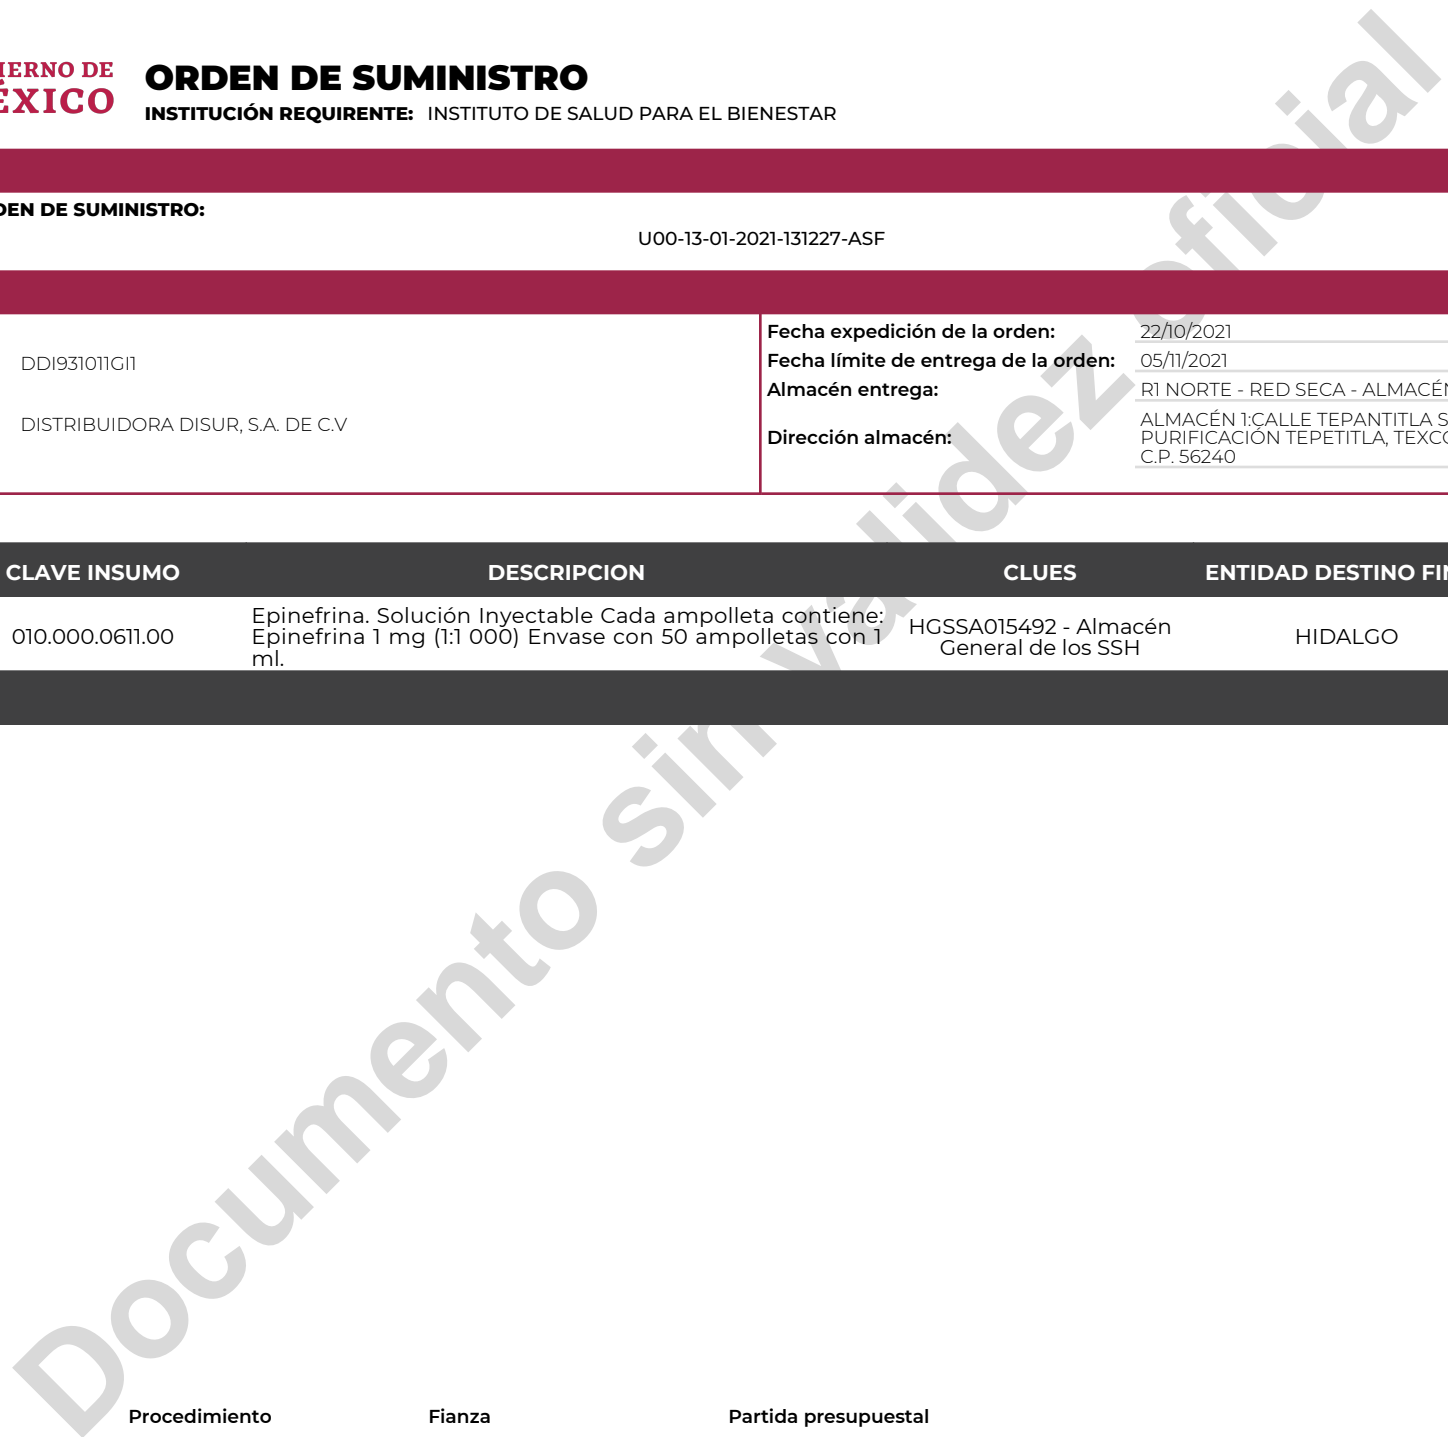 IERNO DE
ÉXICO
ORDEN DE SUMINISTRO
INSTITUCIÓN REQUIRENTE: INSTITUTO DE SALUD PARA EL BIENESTAR
DEN DE SUMINISTRO:
U00-13-01-2021-131227-ASF
DDI931011GI1
DISTRIBUIDORA DISUR, S.A. DE C.V
Fecha expedición de la orden: 22/10/2021
Fecha límite de entrega de la orden: 05/11/2021
Almacén entrega: R1 NORTE - RED SECA - ALMACÉN
Dirección almacén: ALMACÉN 1:CALLE TEPANTITLA S
PURIFICACIÓN TEPETITLA, TEXCO
C.P. 56240
CLAVE INSUMO DESCRIPCION CLUES ENTIDAD DESTINO FIN
010.000.0611.00
Epinefrina. Solución Inyectable Cada ampolleta contiene:
Epinefrina 1 mg (1:1 000) Envase con 50 ampolletas con 1
ml.
HGSSA015492 - Almacén
General de los SSH
HIDALGO
Documento sin validez oficial
Procedimiento Fianza Partida presupuestal